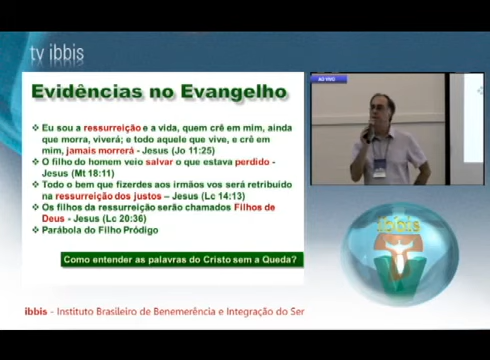 tv ibbis
Evidências no Evangelho
AO VIVO
❖ Eu sou a ressurreição e a vida, quem crê em mim, ainda
que morra, viverá; e todo aquele que vive, e crê em
mim, jamais morrerá - Jesus (Jo 11:25)
❖ O filho do homem veio salvar o que estava perdido -
Jesus (Mt 18:11)
❖ Todo o bem que fizerdes aos irmãos vos será retribuido
na ressurreição dos justos – Jesus (Lc 14:13)
❖ Os filhos da ressurreição serão chamados Filhos de
Deus - Jesus (Lc 20:36)
❖ Parábola do Filho Pródigo
Como entender as palavras do Cristo sem a Queda?
ibbis
ibbis - Instituto Brasileiro de Benemerência e Integração do Ser